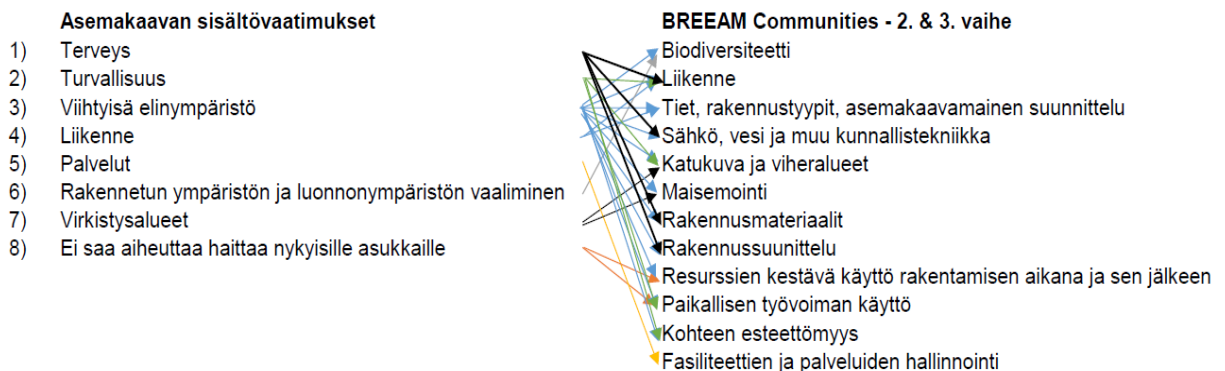 Asemakaavan sisältövaatimukset
1) Terveys
2) Turvallisuus
3) Viihtyisä elinympäristö
4) Liikenne
5) Palvelut
6) Rakennetun ympäristön ja luonnonympäristön vaaliminen
7) Virkistysalueet
8) Ei saa aiheuttaa haittaa nykyisille asukkaille
BREEAM Communities - 2. & 3. vaihe
Biodiversiteetti
Liikenne
Tiet, rakennustyypit, asemakaavamainen suunnittelu
Sähkö, vesi ja muu kunnallistekniikka
Katukuva ja viheralueet
Maisemointi
Rakennusmateriaalit
Rakennussuunittelu
Resurssien kestävä käyttö rakentamisen aikana ja sen jälkeen
Paikallisen työvoiman käyttö
Kohteen esteettömyys
Fasiliteettien ja palveluiden hallinnointi